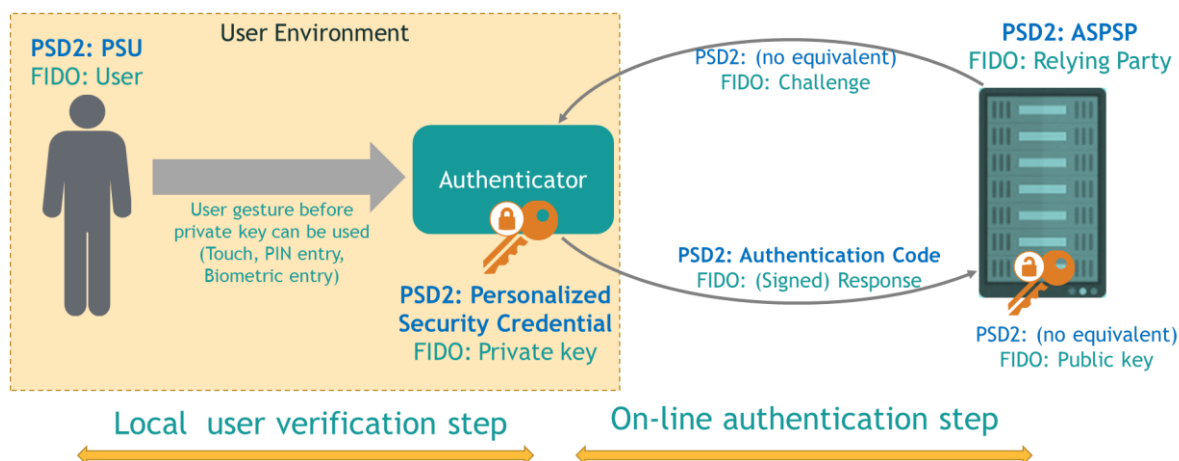 User Environment
PSD2: PSU
FIDO: User
User gesture before
private key can be used
(Touch, PIN entry,
Biometric entry)
Authenticator
PSD2: Personalized
Security Credential
FIDO: Private key
PSD2: (no equivalent)
FIDO: Challenge
PSD2: Authentication Code
FIDO: (Signed) Response
PSD2: ASPSP
FIDO: Relying Party
PSD2: (no equivalent)
FIDO: Public key
Local user verification step
On-line authentication step